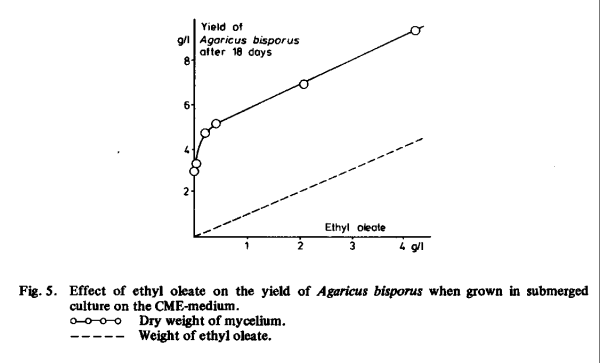 Yield of
g/l Agaricus bisporus
after 18 days
8
6
4
2
Ethyl oleate
1 2 3 4 g/l
Fig. 5. Effect of ethyl oleate on the yield of Agaricus bisporus when grown in submerged
culture on the CME-medium.
Dry weight of mycelium.
Weight of ethyl oleate.